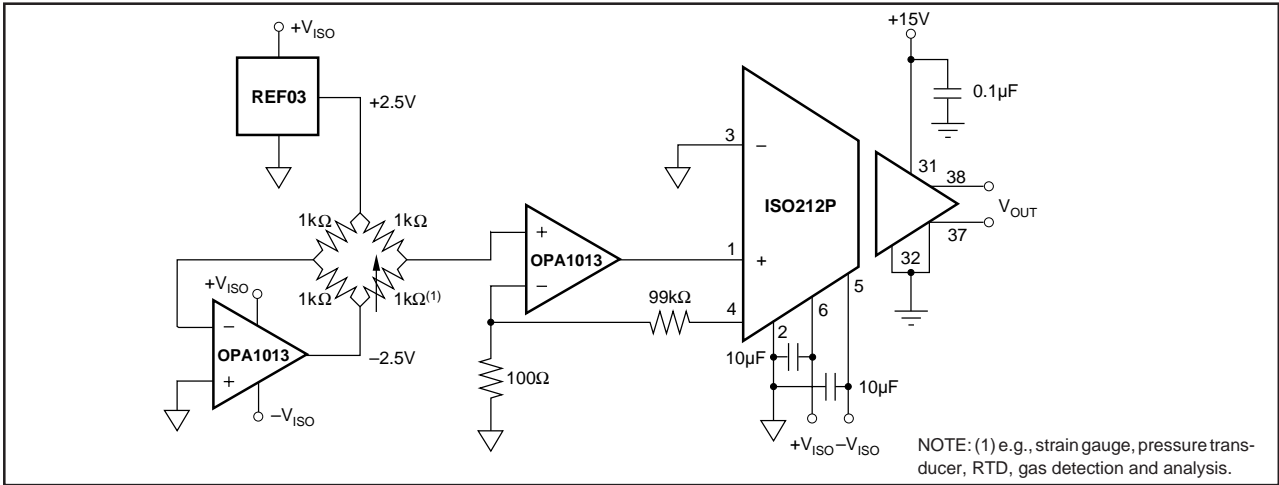 +VISO
REF03
+2.5V
1kΩ
1kΩ
1kΩ
1kΩ(1)
+VISO
−
OPA1013
+
−VISO
−2.5V
+
OPA1013
−
100Ω
99kΩ
3
−
ISO212P
1
+
4
2
6
5
10µF
10µF
+VISO
−VISO
+15V
0.1µF
31
38
VOUT
37
32
NOTE: (1) e.g., strain gauge, pressure trans-
ducer, RTD, gas detection and analysis.